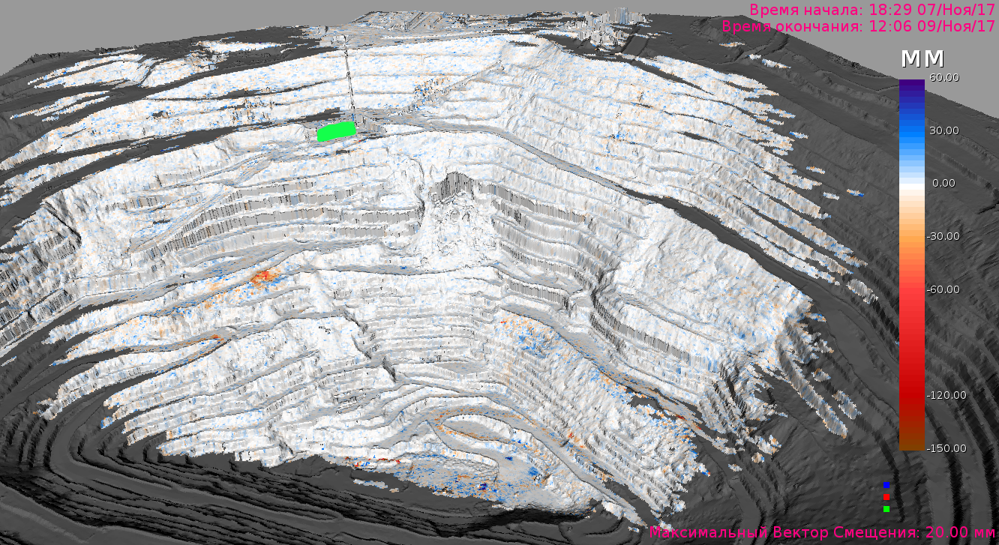 Время начала: 18:29 07/Ноя/17
Время окончания: 12:06 09/Ноя/17
мм
60.00
30.00
0.00
-30.00
-60.00
-120.00
-150.00
Максимальный Вектор Смещения: 20.00 мм